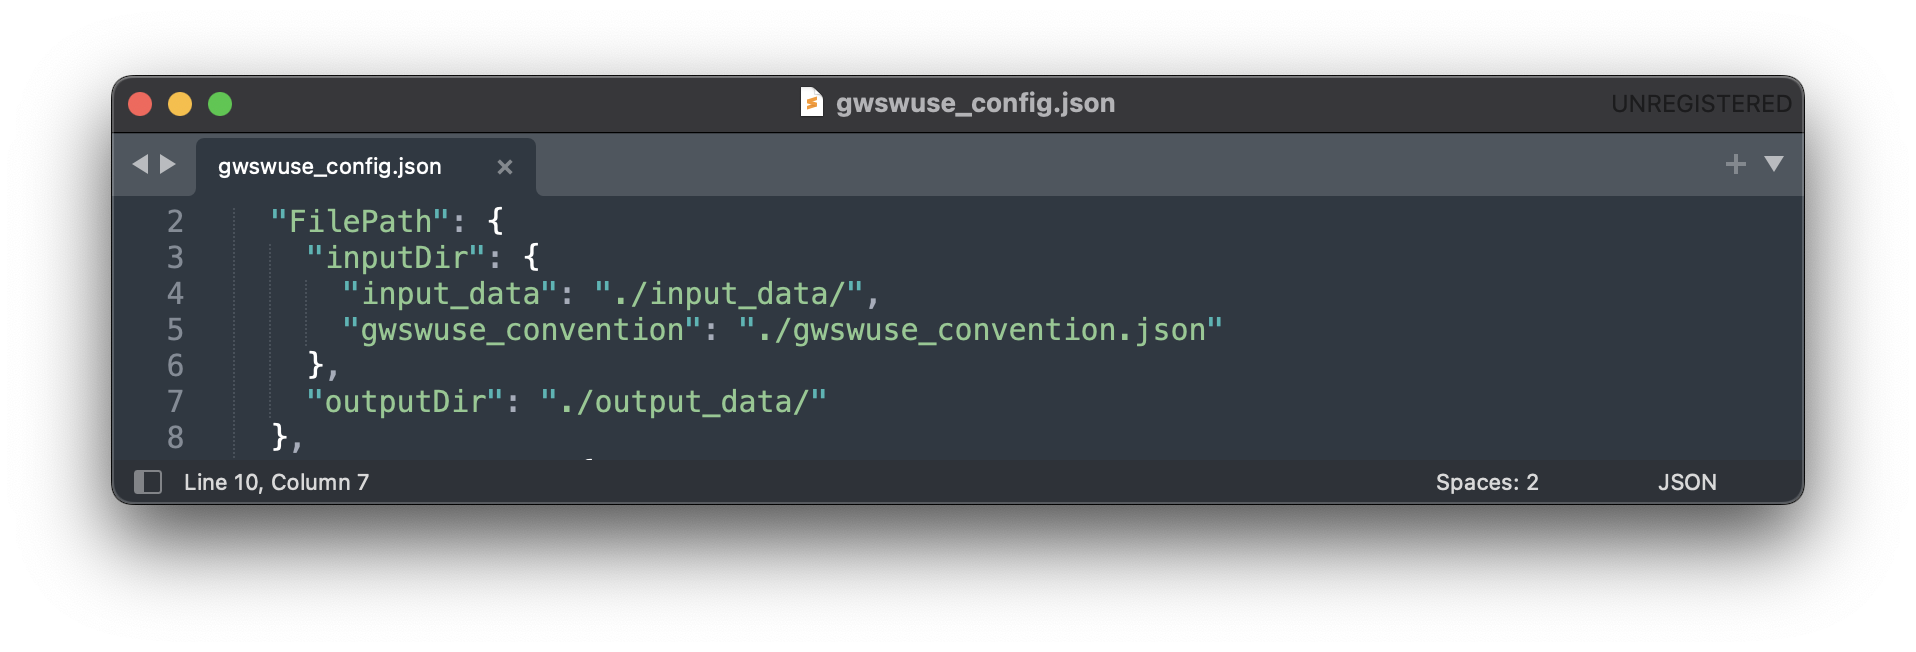 gwswuse_config.json
UNREGISTERED
gwswuse_config.json
2 "FilePath": {
3 "inputDir": {
4 "input_data": "./input_data/",
5 "gwswuse_convention": "./gwswuse_convention.json"
6 },
7 "outputDir": "./output_data/"
8 },
Line 10, Column 7
Spaces: 2
JSON